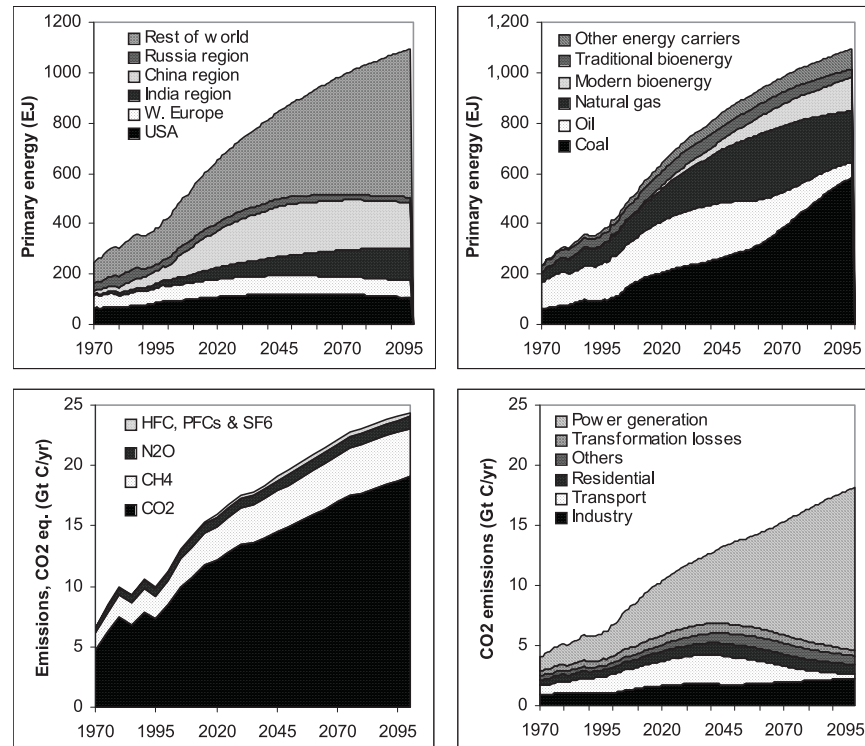 Primary energy (EJ)
1200
1000
800
600
400
200
0
Rest of world
Russia region
China region
India region
W. Europe
USA
1970 1995 2020 2045 2070 2095
Primary energy (EJ)
1,200
1,000
800
600
400
200
0
Other energy carriers
Traditional bioenergy
Modern bioenergy
Natural gas
Oil
Coal
1970 1995 2020 2045 2070 2095
Emissions, CO2 eq. (Gt C/yr)
25
20
15
10
5
0
HFC, PFCs & SF6
N2O
CH4
CO2
1970 1995 2020 2045 2070 2095
CO2 emissions (Gt C/yr)
25
20
15
10
5
0
Power generation
Transformation losses
Others
Residential
Transport
Industry
1970 1995 2020 2045 2070 2095